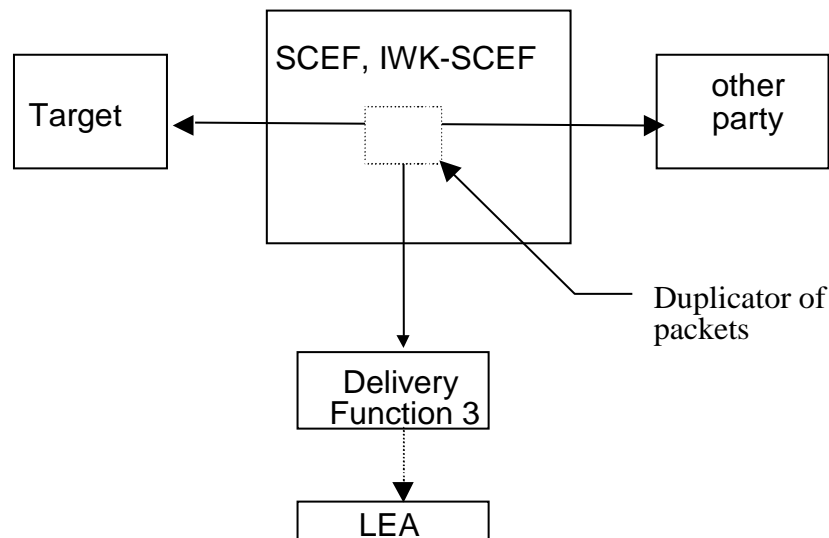 SCEF, IWK-SCEF
Target
other
party
Duplicator of
packets
Delivery
Function 3
LEA